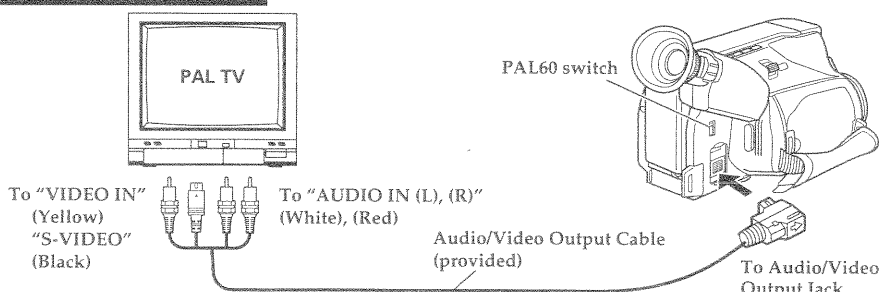 PAL TV
PAL60 switch
To "VIDEO IN"
(Yellow)
"S-VIDEO"
(Black)
To "AUDIO IN (L), (R)"
(White), (Red)
Audio/Video Output Cable
(provided)
To Audio/Video
Output Jack